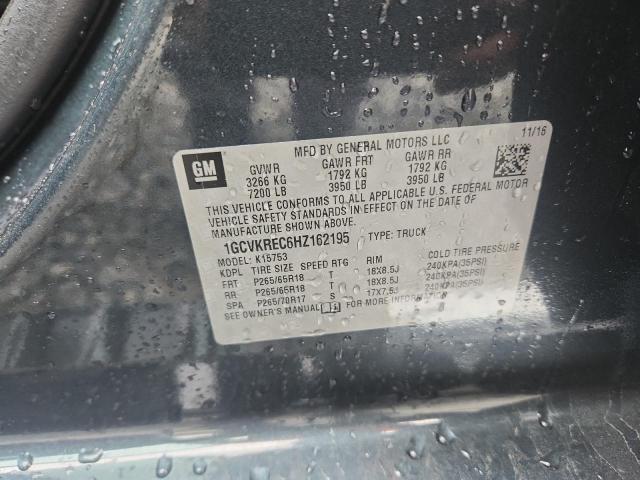 GM
MFD BY GENERAL MOTORS LLC 11/16
GVWR GAWR FRT GAWR RR
3266 KG 1792 KG 1792 KG
7200 LB 3950 LB 3950 LB
THIS VEHICLE CONFORMS TO ALL APPLICABLE U.S. FEDERAL MOTOR
VEHICLE SAFETY STANDARDS IN EFFECT ON THE DATE OF
MANUFACTURE SHOWN ABOVE.
1GCVKREC6HZ162195 TYPE: TRUCK
MODEL: K15753
KDPL TIRE SIZE SPEED RTG RIM COLD TIRE PRESSURE
FRT P265/65R18 T 18X8.5J 240KPA(35PSI)
RR P265/65R18 T 18X8.5J 240KPA(35PSI)
SPA P265/70R17 S 17X7.5J 240KPA(35PSI)
SEE OWNER'S MANUAL FOR MORE INFORMATION.